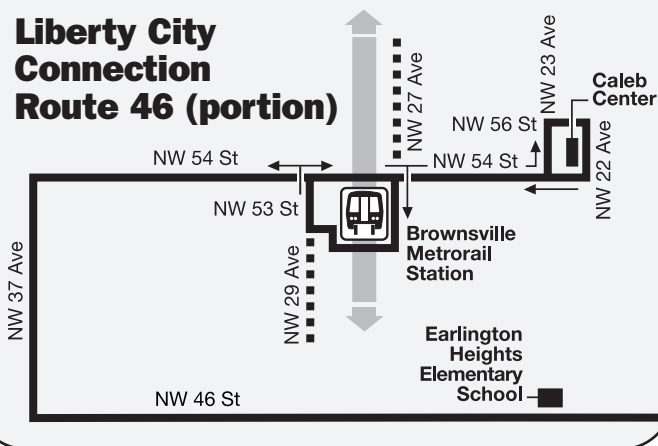 Liberty City
Connection
Route 46 (portion)
NW 27 Ave
NW 23 Ave
Caleb
Center
NW 56 St
NW 22 Ave
NW 54 St
NW 54 St
NW 53 St
Brownsville
Metrorail
Station
NW 37 Ave
NW 29 Ave
Earlington
Heights
Elementary
School
NW 46 St